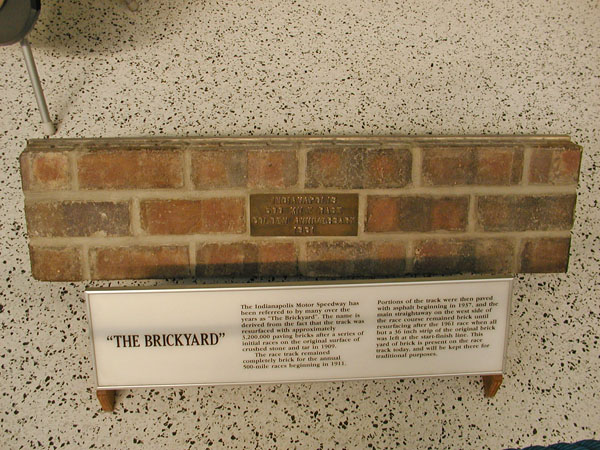 INDIANAPOLIS
500 MILE RACE
GOLDEN ANNIVERSARY
1961
"THE BRICKYARD"
The Indianapolis Motor Speedway has
been referred to by many over the
years as "The Brickyard". The name is
derived from the fact that the track was
resurfaced with approximately
3,200,000 paving bricks after a series of
initial races on the original surface of
crushed stone and tar in 1909.
The race track remained
completely brick for the annual
500-mile races beginning in 1911.
Portions of the track were then paved
with asphalt beginning in 1937, and the
main straightaway on the west side of
the race course remained brick until
resurfacing after the 1961 race when all
but a 36 inch strip of the original brick
was left at the start-finish line. This
yard of brick is present on the race
track today, and will be kept there for
traditional purposes.